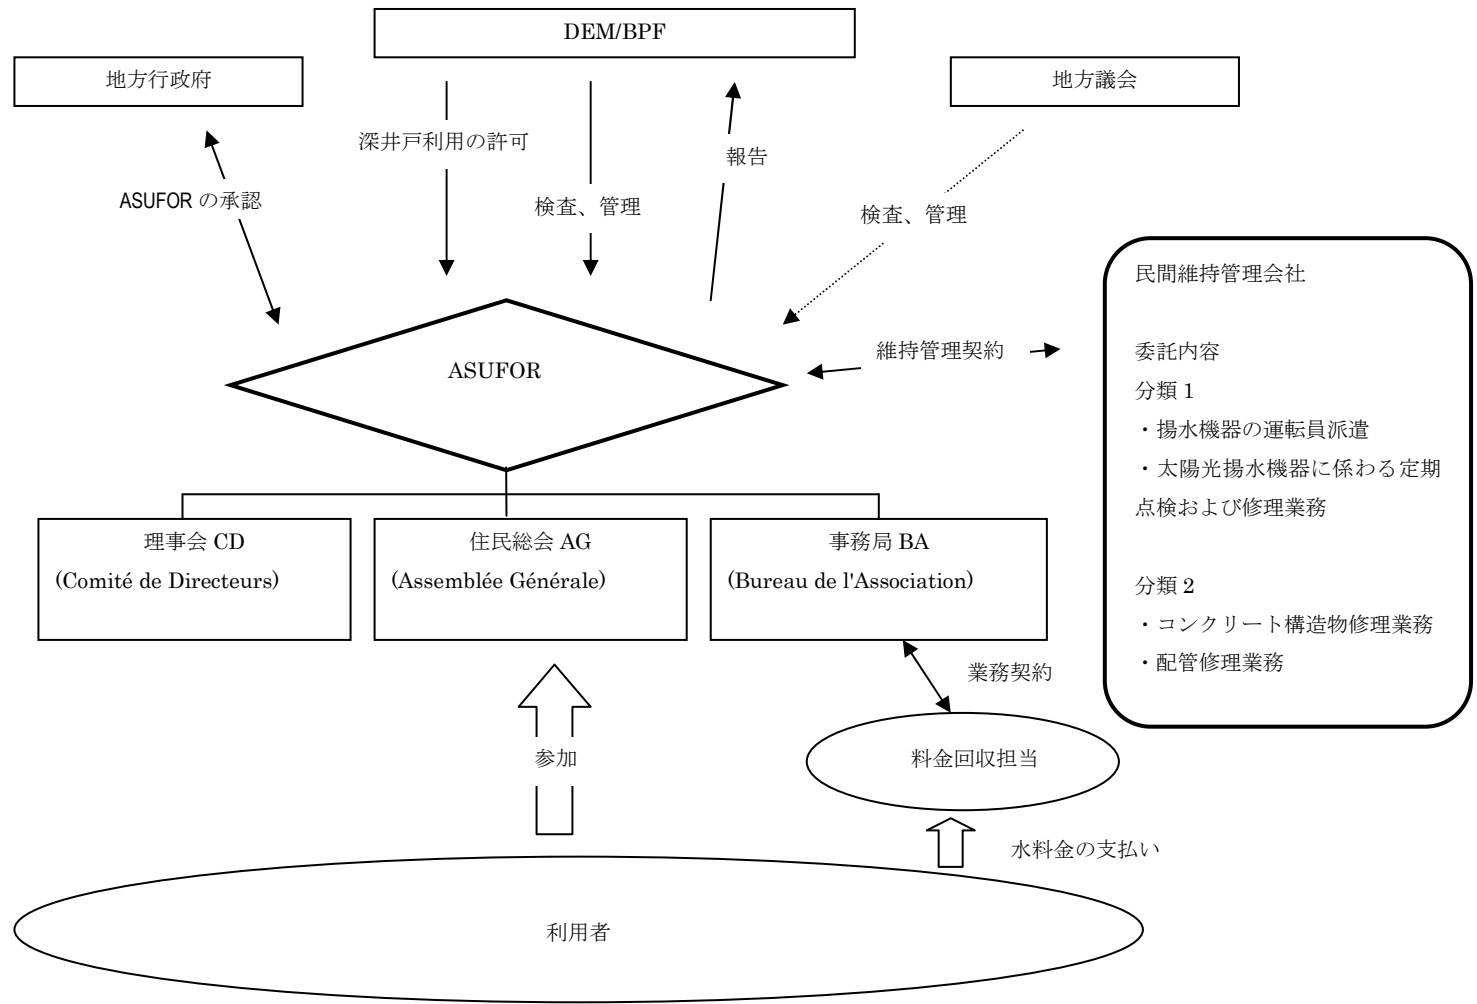 DEM/BPF
地方行政府
地方議会
深井戸利用の許可
報告
ASUFOR の承認
検査、管理
検査、管理
民間維持管理会社
委託内容
分類 1
・揚水機器の運転員派遣
・太陽光揚水機器に係わる定期
点検および修理業務
分類 2
・コンクリート構造物修理業務
・配管修理業務
維持管理契約
ASUFOR
理事会 CD
(Comité de Directeurs)
住民総会 AG
(Assemblée Générale)
事務局 BA
(Bureau de l'Association)
業務契約
参加
料金回収担当
水料金の支払い
利用者